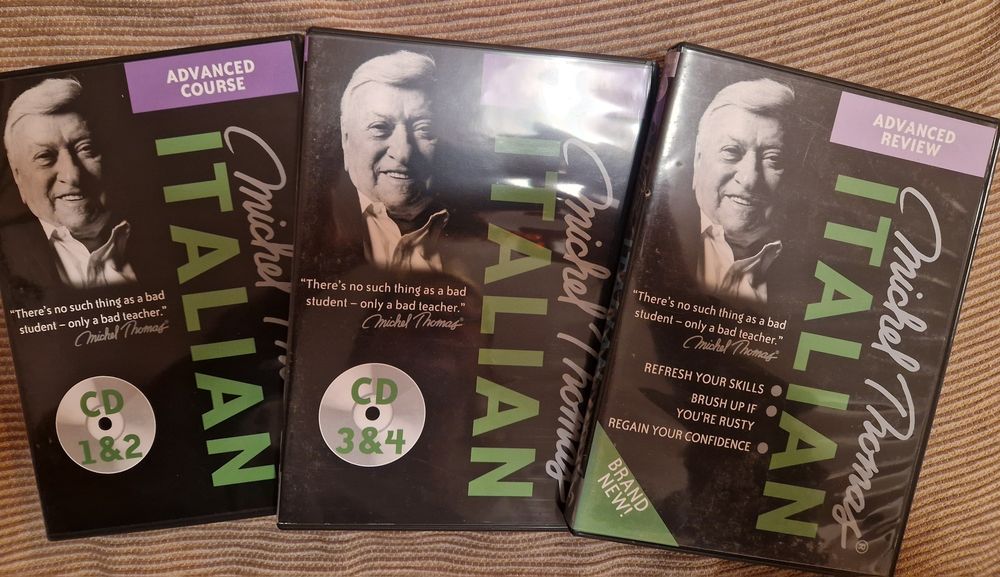 ADVANCED
COURSE
Michel Thomas
ITALIAN
"There's no such thing as a bad
student – only a bad teacher."
Michel Thomas
CD
1&2
Michel Thomas
ITALIAN
"There's no such thing as a bad
student – only a bad teacher."
Michel Thomas
CD
3&4
ADVANCED
REVIEW
Michel Thomas®
ITALIAN
"There's no such thing as a bad
student – only a bad teacher."
Michel Thomas
REFRESH YOUR SKILLS
BRUSH UP IF
YOU'RE RUSTY
REGAIN YOUR CONFIDENCE
BRAND
NEW!